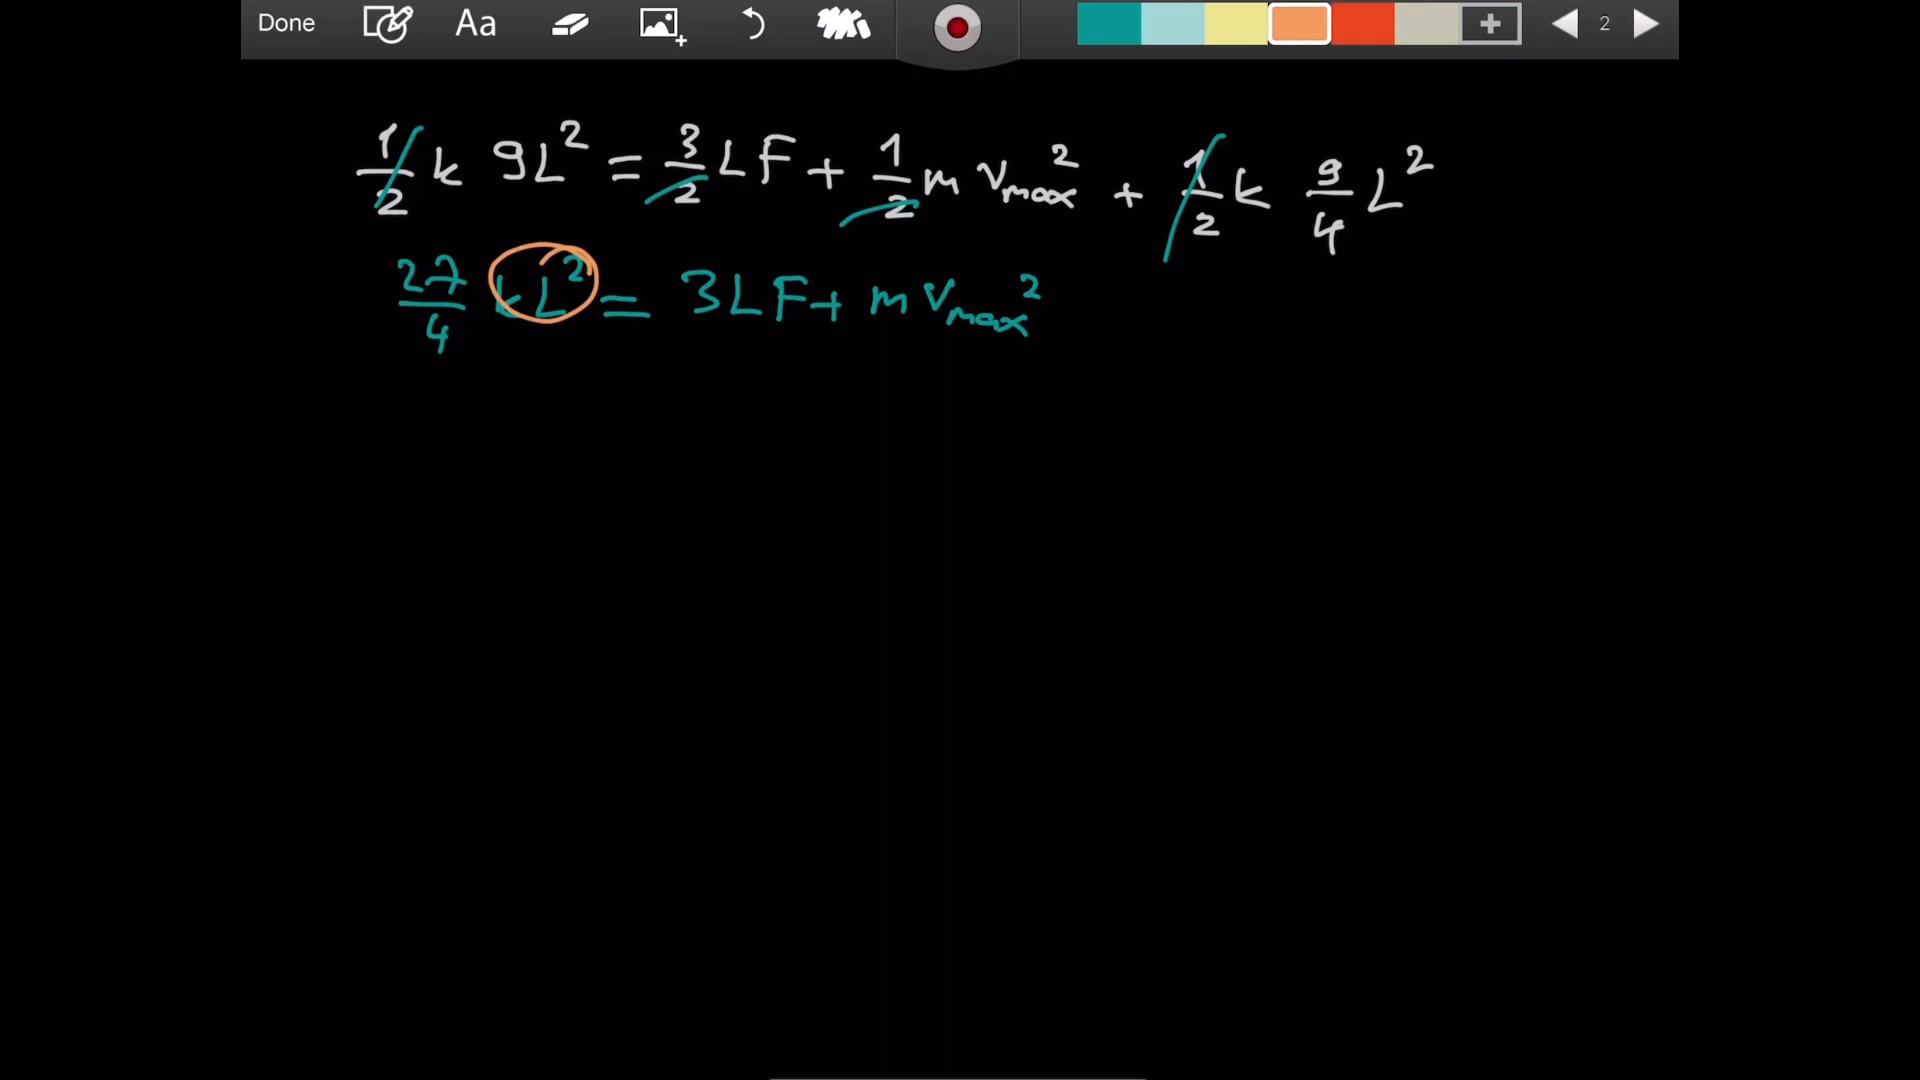 Done Aa 2
1/2 k 9L² = 3/2 LF + 1/2 m v_max² + 1/2 k 9/4 L²
27/4 kL² = 3LF + m v_max²